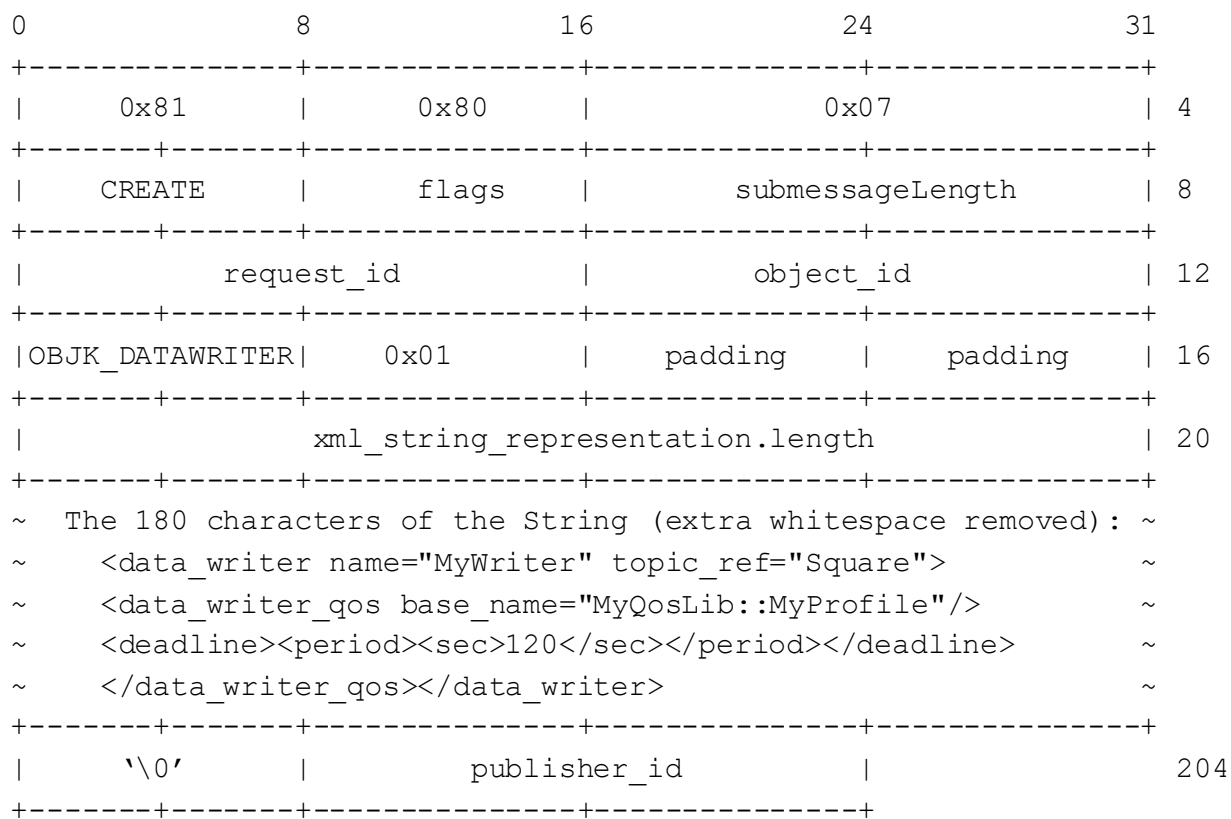 0 8 16 24 31
+---------------+--------------+---------------+---------------+
| 0x81 | 0x80 | 0x07 | 4
+-------+-------+--------------+---------------+---------------+
| CREATE | flags | submessageLength | 8
+-------+-------+--------------+---------------+---------------+
| request_id | object_id | 12
+-------+-------+--------------+---------------+---------------+
|OBJK_DATAWRITER| 0x01 | padding | padding | 16
+-------+-------+--------------+---------------+---------------+
| xml_string_representation.length | 20
+-------+-------+--------------+---------------+---------------+
~ The 180 characters of the String (extra whitespace removed): ~
~ <data_writer name="MyWriter" topic_ref="Square"> ~
~ <data_writer_qos base_name="MyQosLib::MyProfile"/> ~
~ <deadline><period><sec>120</sec></period></deadline> ~
~ </data_writer_qos></data_writer> ~
+-------+-------+--------------+---------------+---------------+
| ‘\0’ | publisher_id | 204
+-------+-------+--------------+---------------+